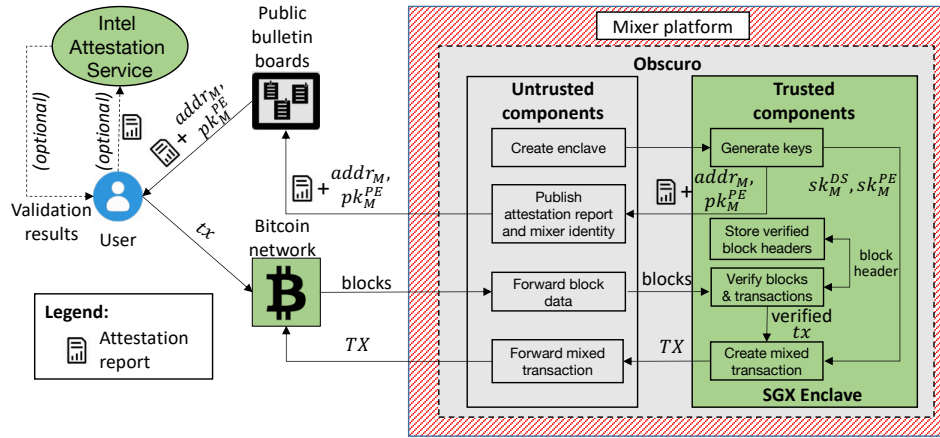 Mixer platform
Intel
Attestation
Service
Public
bulletin
boards
Obscuro
Untrusted
components
Trusted
components
(optional)
(optional)
+ addr_M,
pk_M^PE
Create enclave
Generate keys
+ addr_M,
pk_M^PE
+ addr_M,
pk_M^PE
sk_M^DS, sk_M^PE
Publish
attestation report
and mixer identity
Validation
results
User
tx
Bitcoin
network
Store verified
block headers
block
header
blocks
Forward block
data
blocks
Verify blocks
& transactions
verified
tx
Legend:
Attestation
report
TX
Forward mixed
transaction
TX
Create mixed
transaction
SGX Enclave